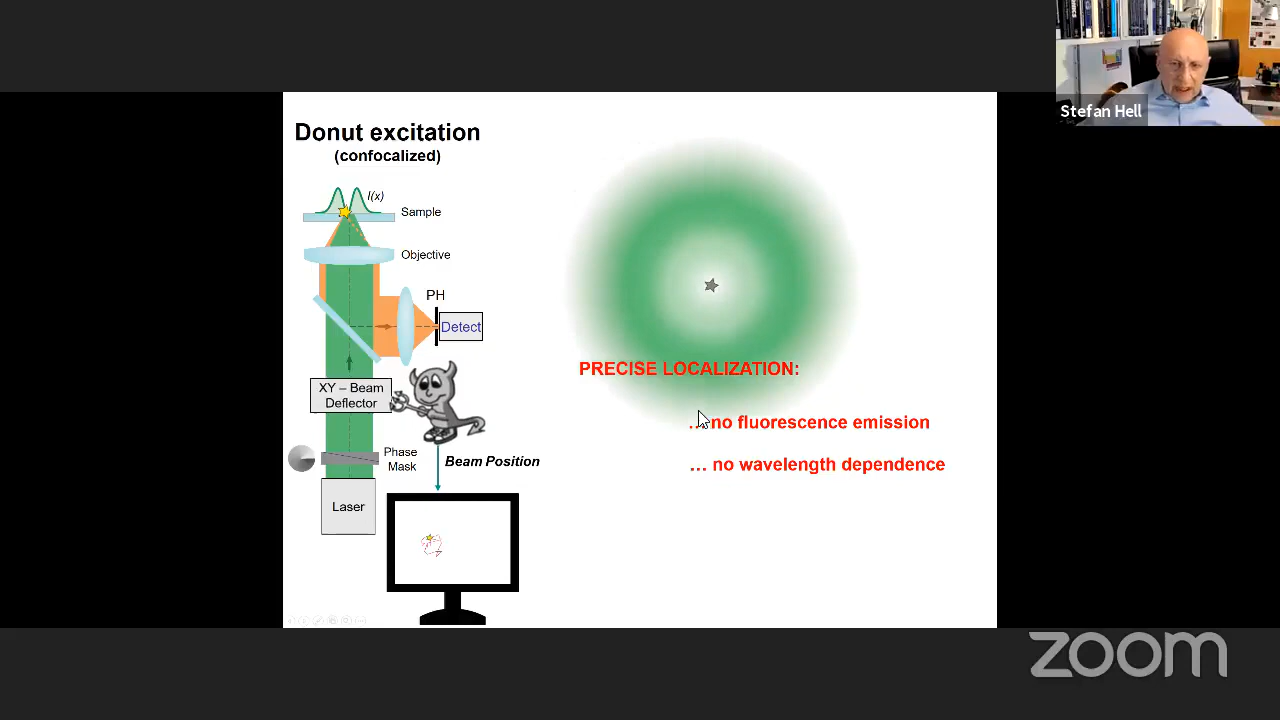 Stefan Hell
Donut excitation
(confocalized)
I(x)
Sample
Objective
PH
Detect
XY – Beam
Deflector
Phase
Mask
Beam Position
Laser
PRECISE LOCALIZATION:
... no fluorescence emission
... no wavelength dependence
zoom